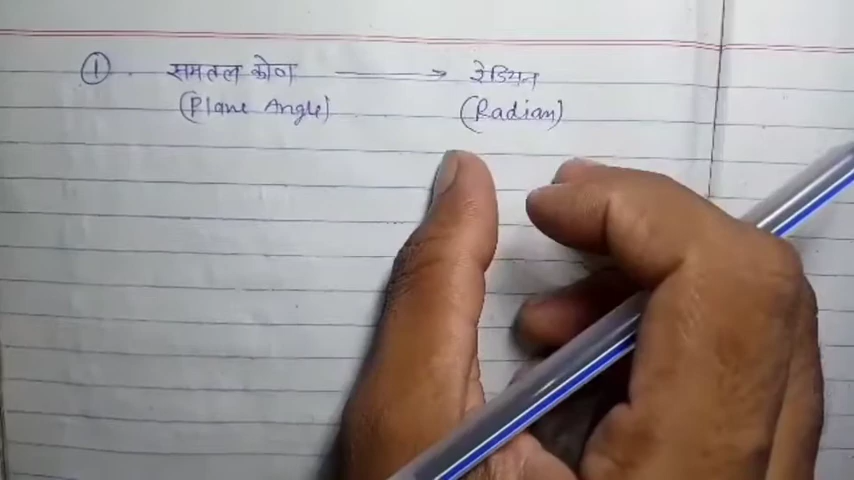 ① समतल कोण → रेडियन
(Plane Angle) (Radian)